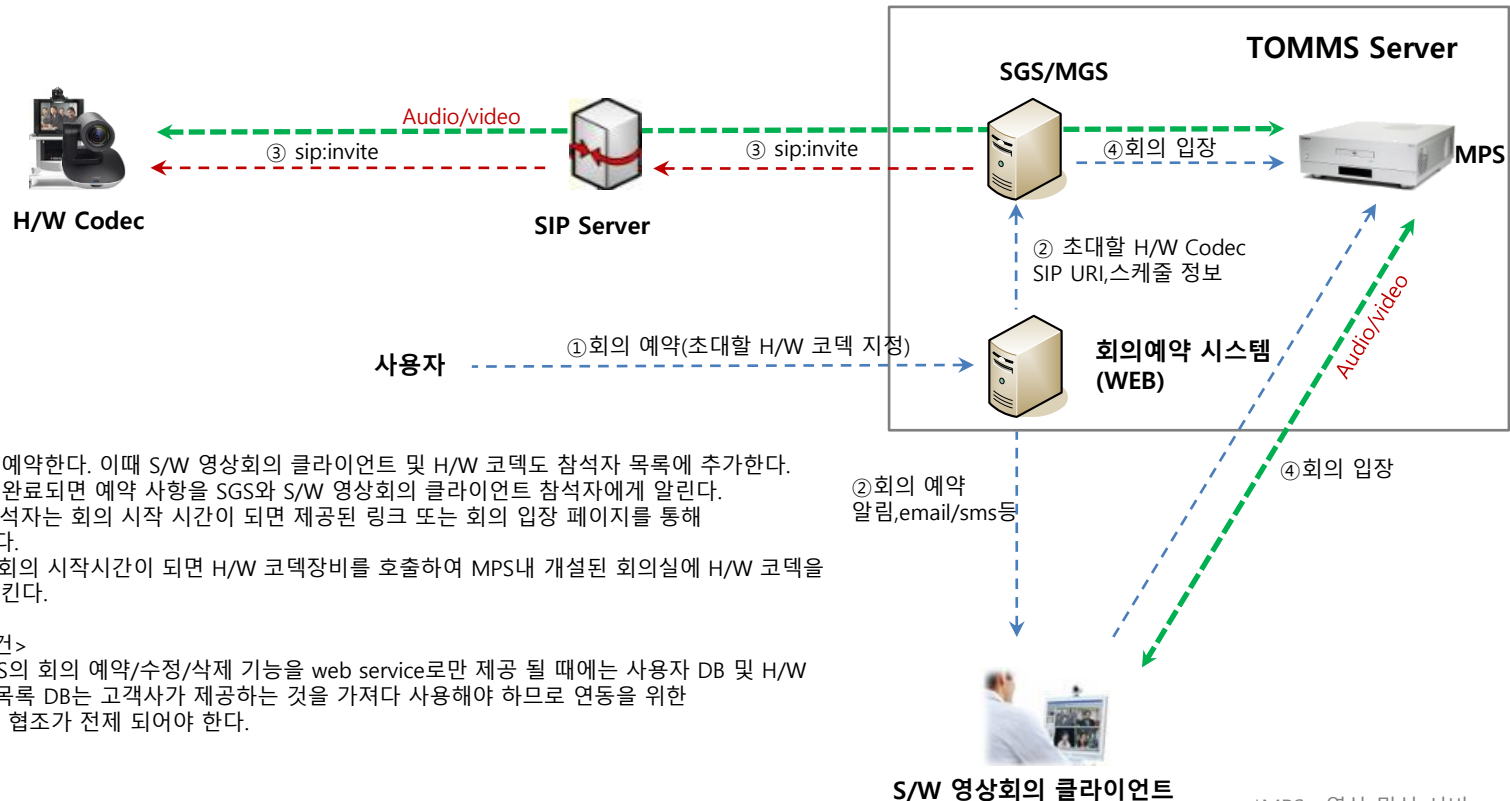 TOMMS Server
SGS/MGS
Audio/video
③ sip:invite
③ sip:invite
④회의 입장
MPS
H/W Codec
SIP Server
② 초대할 H/W Codec
SIP URI,스케줄 정보
사용자
①회의 예약(초대할 H/W 코덱 지정)
회의예약 시스템
(WEB)
Audio/video
예약한다. 이때 S/W 영상회의 클라이언트 및 H/W 코덱도 참석자 목록에 추가한다.
완료되면 예약 사항을 SGS와 S/W 영상회의 클라이언트 참석자에게 알린다.
석자는 회의 시작 시간이 되면 제공된 링크 또는 회의 입장 페이지를 통해
다.
회의 시작시간이 되면 H/W 코덱장비를 호출하여 MPS내 개설된 회의실에 H/W 코덱을
킨다.
건>
S의 회의 예약/수정/삭제 기능을 web service로만 제공 될 때에는 사용자 DB 및 H/W
목록 DB는 고객사가 제공하는 것을 가져다 사용해야 하므로 연동을 위한
협조가 전제 되어야 한다.
②회의 예약
알림,email/sms등
④회의 입장
S/W 영상회의 클라이언트